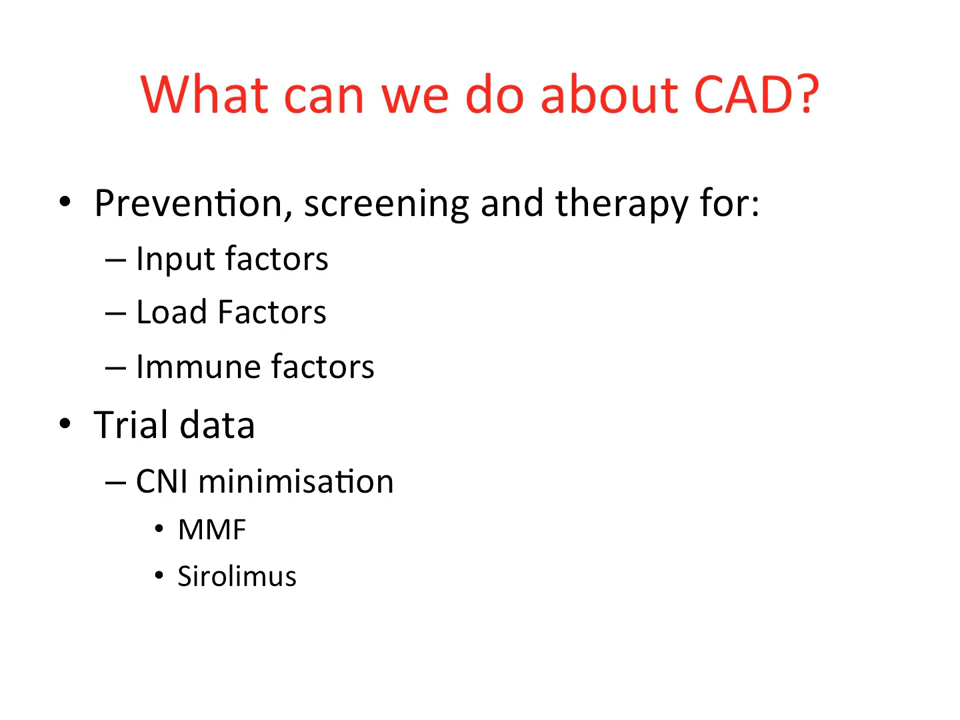 What can we do about CAD?
• Prevention, screening and therapy for:
– Input factors
– Load Factors
– Immune factors
• Trial data
– CNI minimisation
• MMF
• Sirolimus